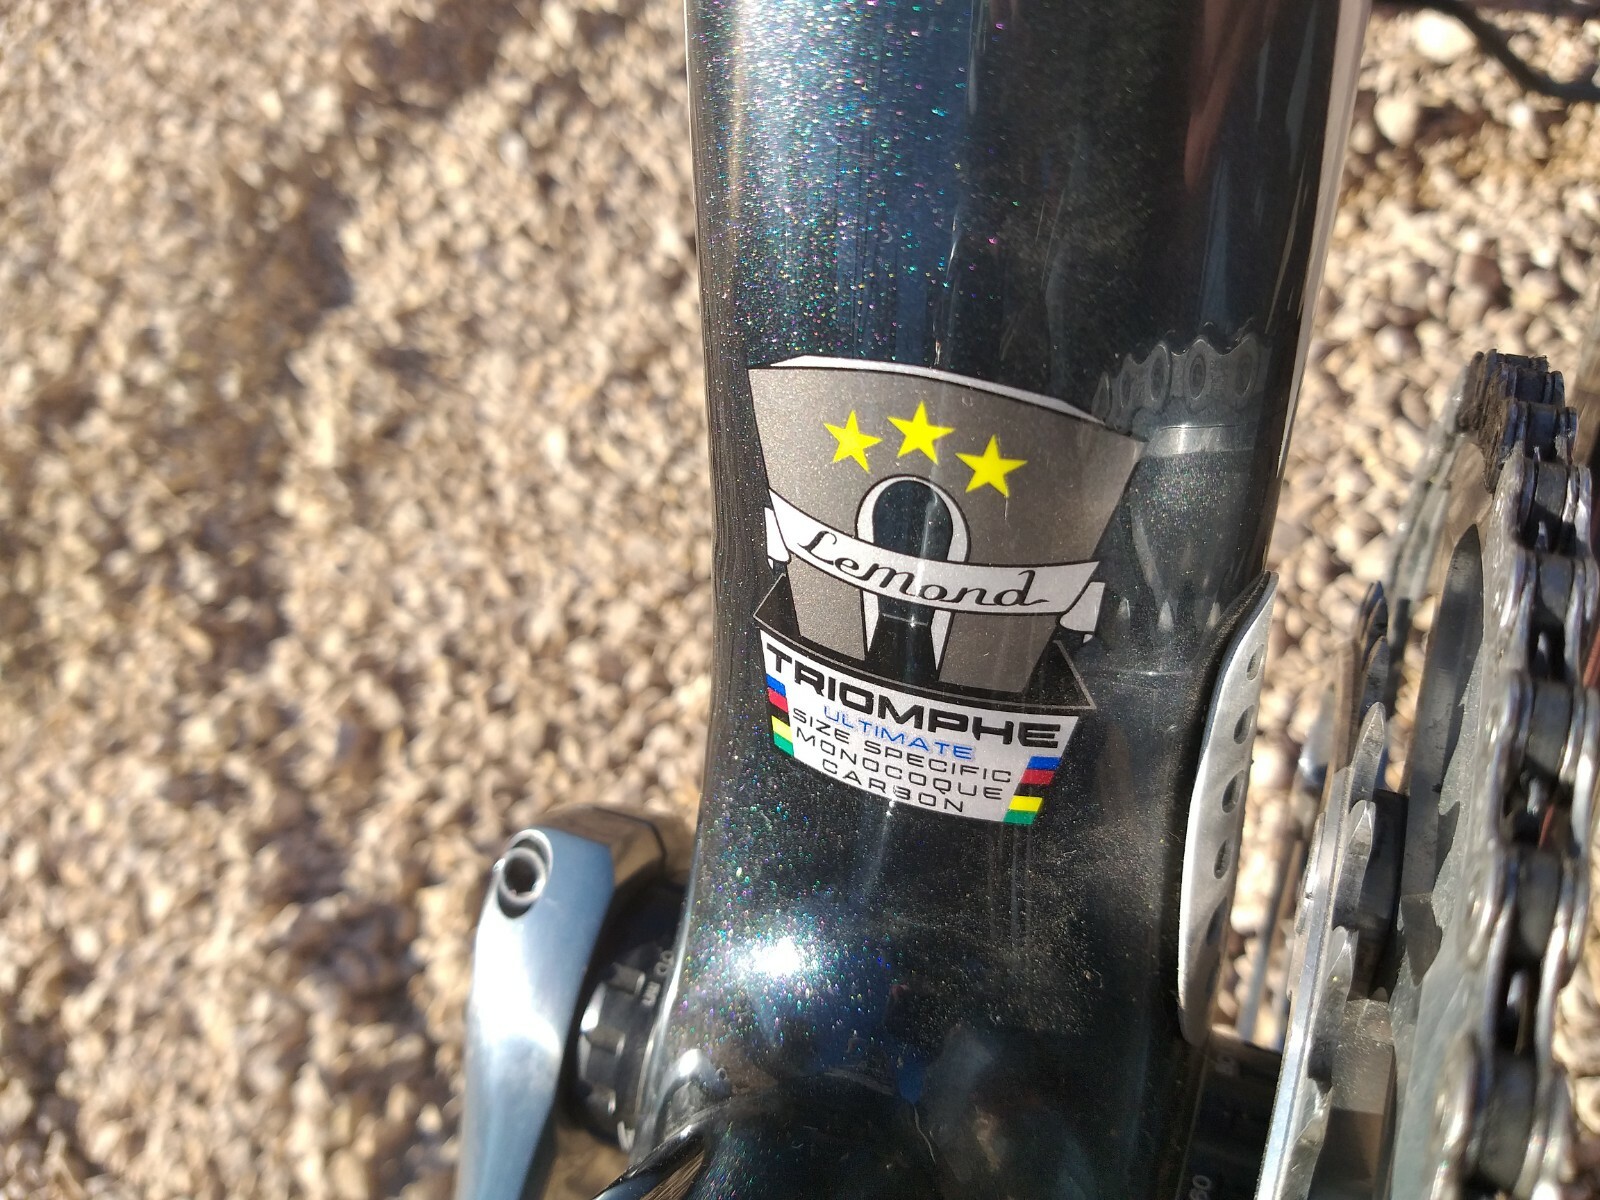 LeMond
TRIOMPHE
ULTIMATE
SIZE SPECIFIC
MONOCOQUE
CARBON